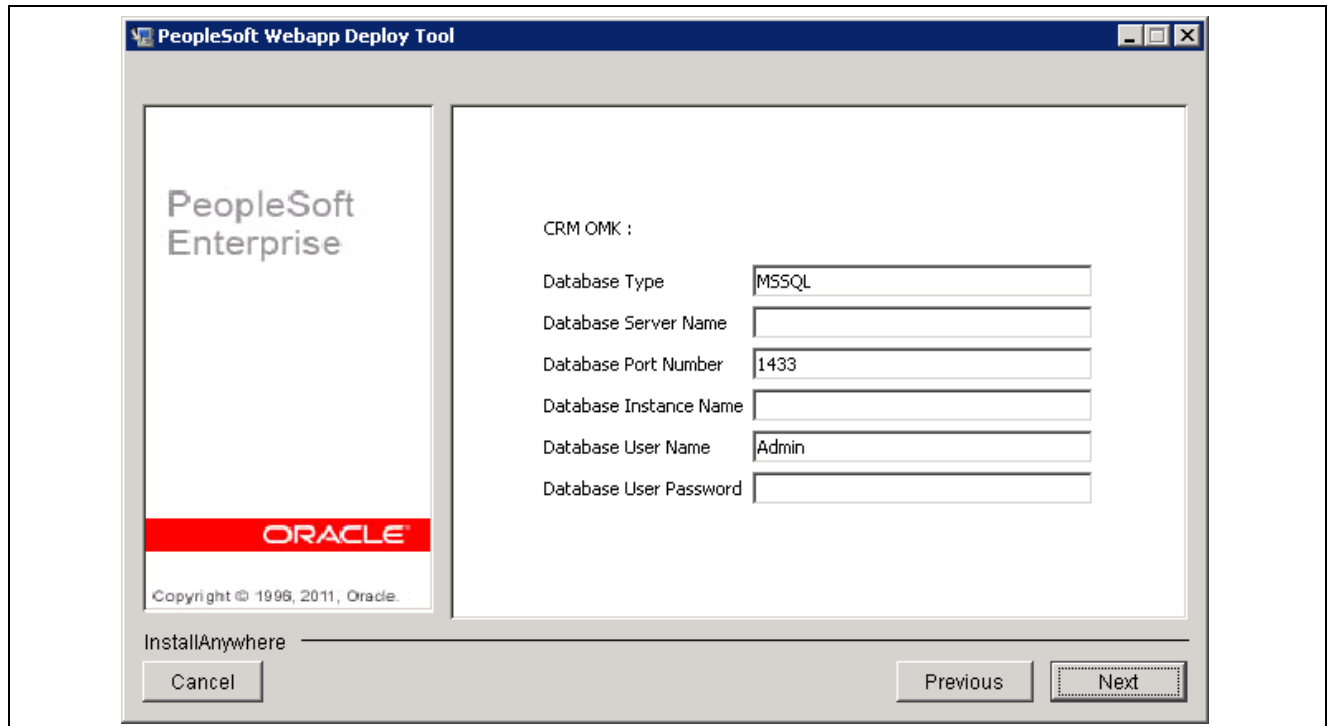 PeopleSoft Webapp Deploy Tool
PeopleSoft
Enterprise
CRM OMK :
Database Type MSSQL
Database Server Name
Database Port Number 1433
Database Instance Name
Database User Name Admin
Database User Password
ORACLE
Copyright © 1996, 2011, Oracle.
InstallAnywhere
Cancel Previous Next